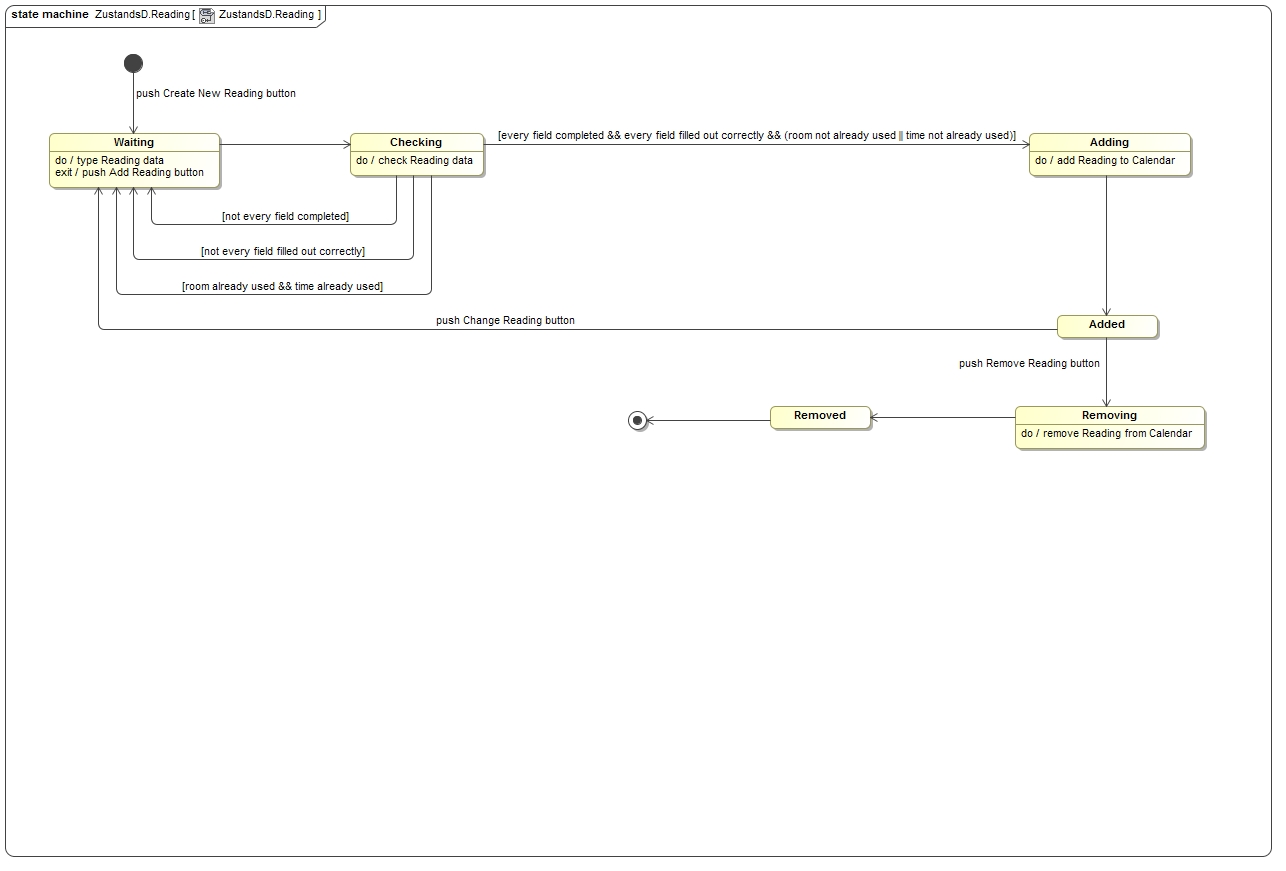 state machine ZustandsD.Reading [ ZustandsD.Reading ]
push Create New Reading button
Waiting
do / type Reading data
exit / push Add Reading button
Checking
do / check Reading data
[every field completed && every field filled out correctly && (room not already used || time not already used)]
Adding
do / add Reading to Calendar
[not every field completed]
[not every field filled out correctly]
[room already used && time already used]
push Change Reading button
Added
push Remove Reading button
Removed
Removing
do / remove Reading from Calendar